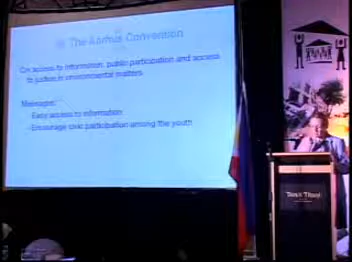 The Aarhus Convention
On access to information, public participation and access
to justice in environmental matters.
Message:
- Easy access to information
- Encourage civic participation among the youth